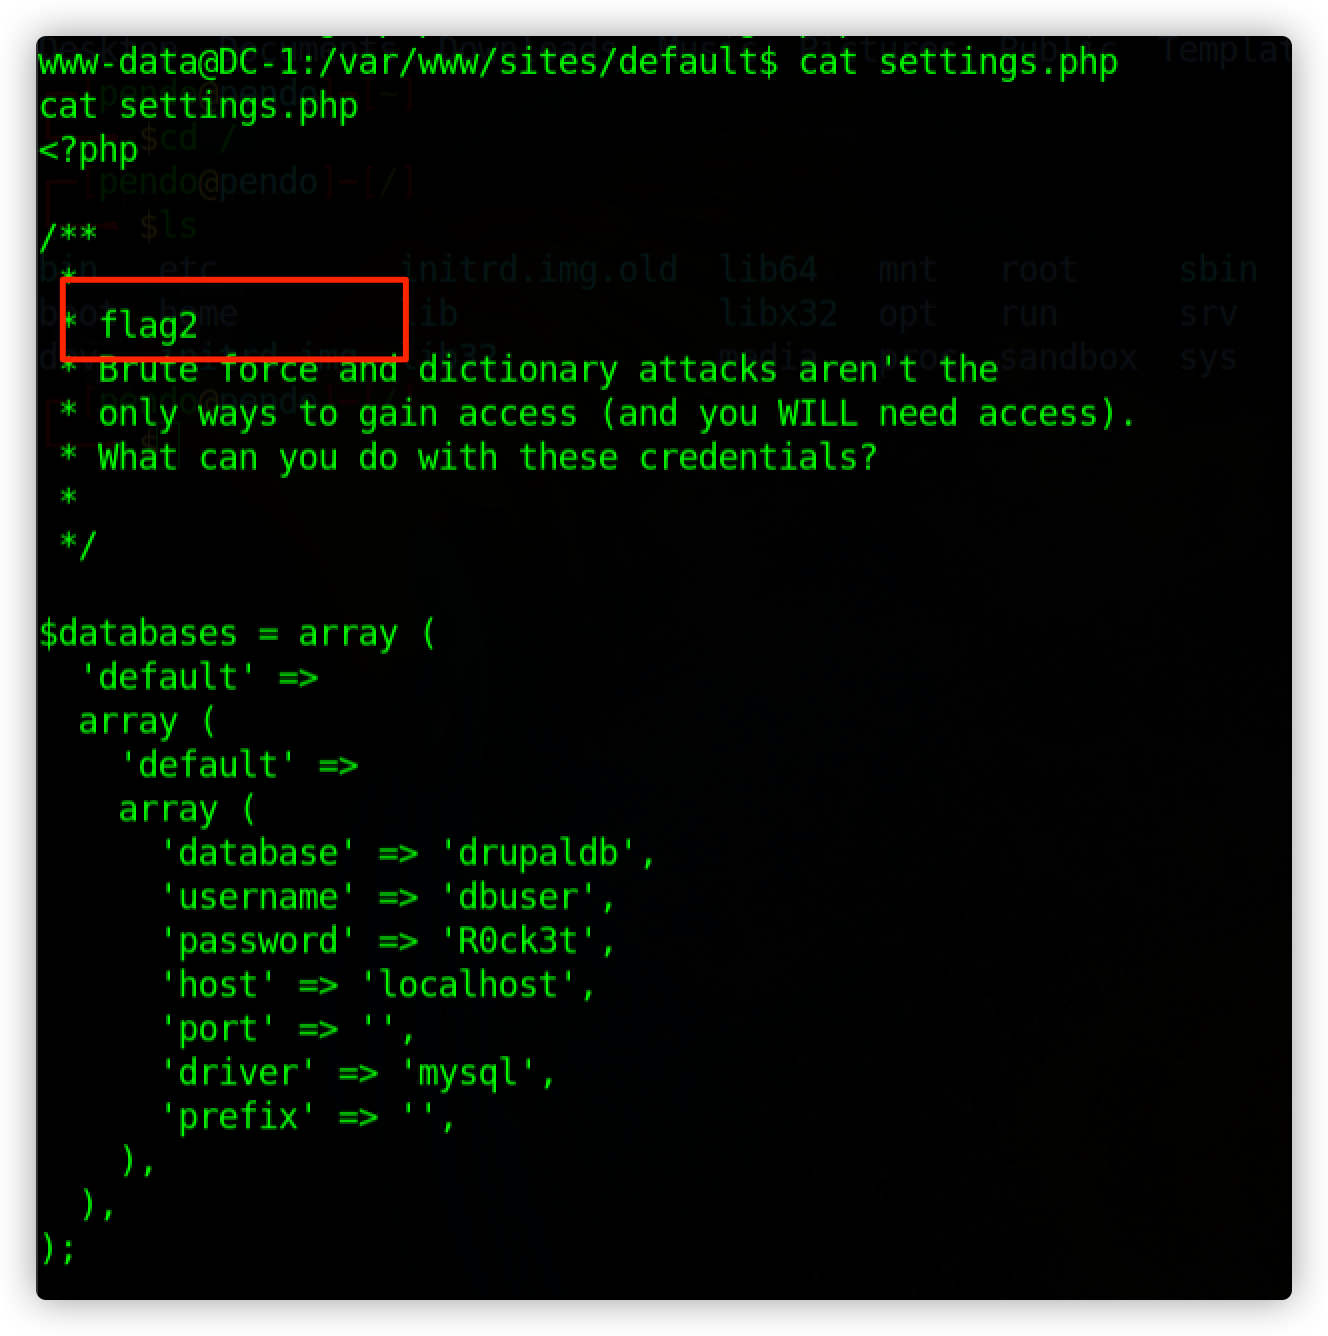 www-data@DC-1:/var/www/sites/default$ cat settings.php
cat settings.php
<?php
/**
 *
 * flag2
 * Brute force and dictionary attacks aren't the
 * only ways to gain access (and you WILL need access).
 * What can you do with these credentials?
 *
 */
$databases = array (
  'default' =>
  array (
    'default' =>
    array (
      'database' => 'drupaldb',
      'username' => 'dbuser',
      'password' => 'R0ck3t',
      'host' => 'localhost',
      'port' => '',
      'driver' => 'mysql',
      'prefix' => '',
    ),
  ),
);